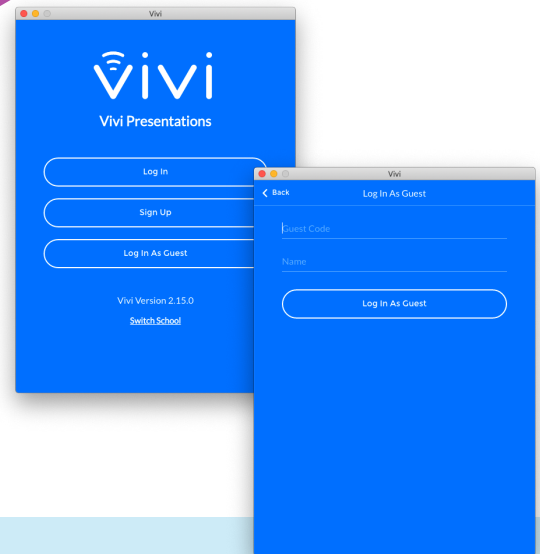 Vivi
vivi
Vivi Presentations
Log In
Sign Up
Log In As Guest
Vivi Version 2.15.0
Switch School
Vivi
Back
Log In As Guest
Guest Code
Name
Log In As Guest